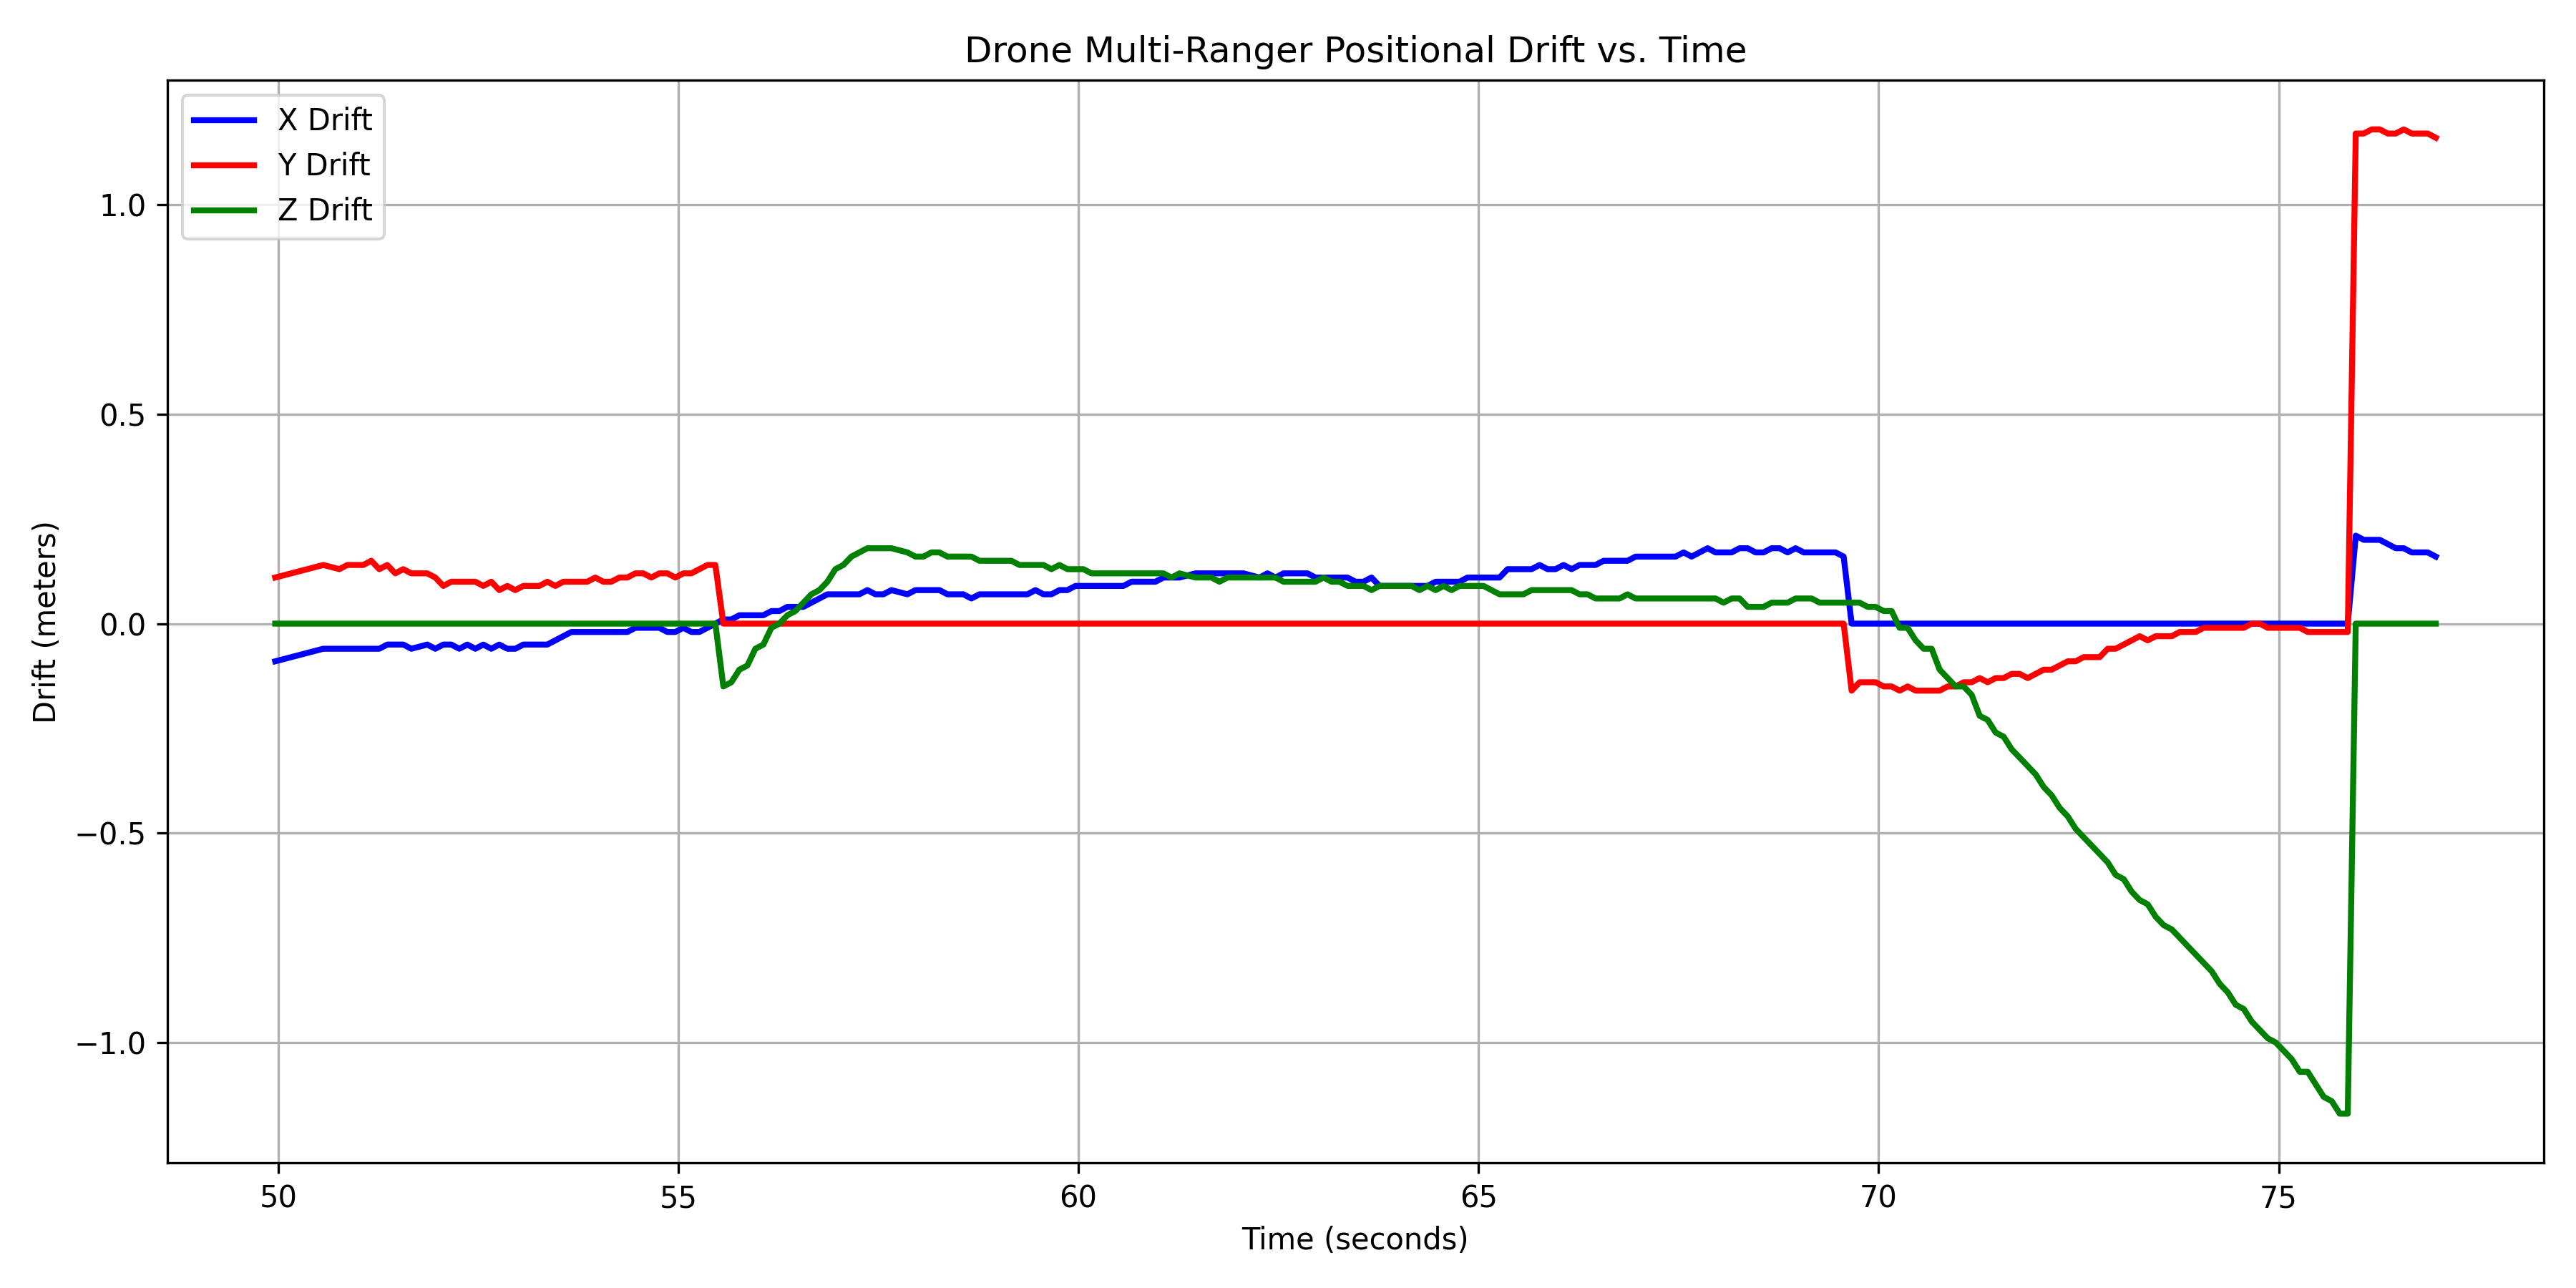 Drone Multi-Ranger Positional Drift vs. Time
X Drift
Y Drift
Z Drift
1.0
0.5
0.0
−0.5
−1.0
Drift (meters)
50 55 60 65 70 75
Time (seconds)